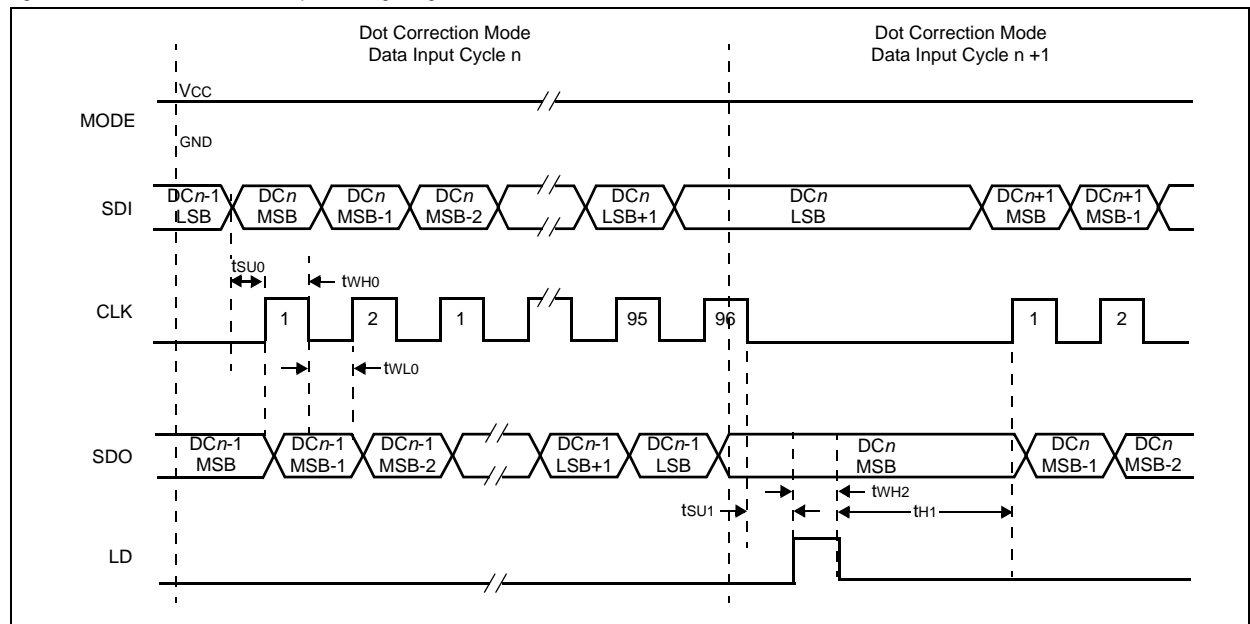 Dot Correction Mode
Data Input Cycle n
Dot Correction Mode
Data Input Cycle n +1
VCC
MODE
GND
SDI
DCn-1
LSB
DCn
MSB
DCn
MSB-1
DCn
MSB-2
DCn
LSB+1
DCn
LSB
DCn+1
MSB
DCn+1
MSB-1
tSU0
tWH0
CLK
1
2
1
95
96
1
2
tWL0
SDO
DCn-1
MSB
DCn-1
MSB-1
DCn-1
MSB-2
DCn-1
LSB+1
DCn-1
LSB
DCn
MSB
DCn
MSB-1
DCn
MSB-2
tWH2
tSU1
tH1
LD